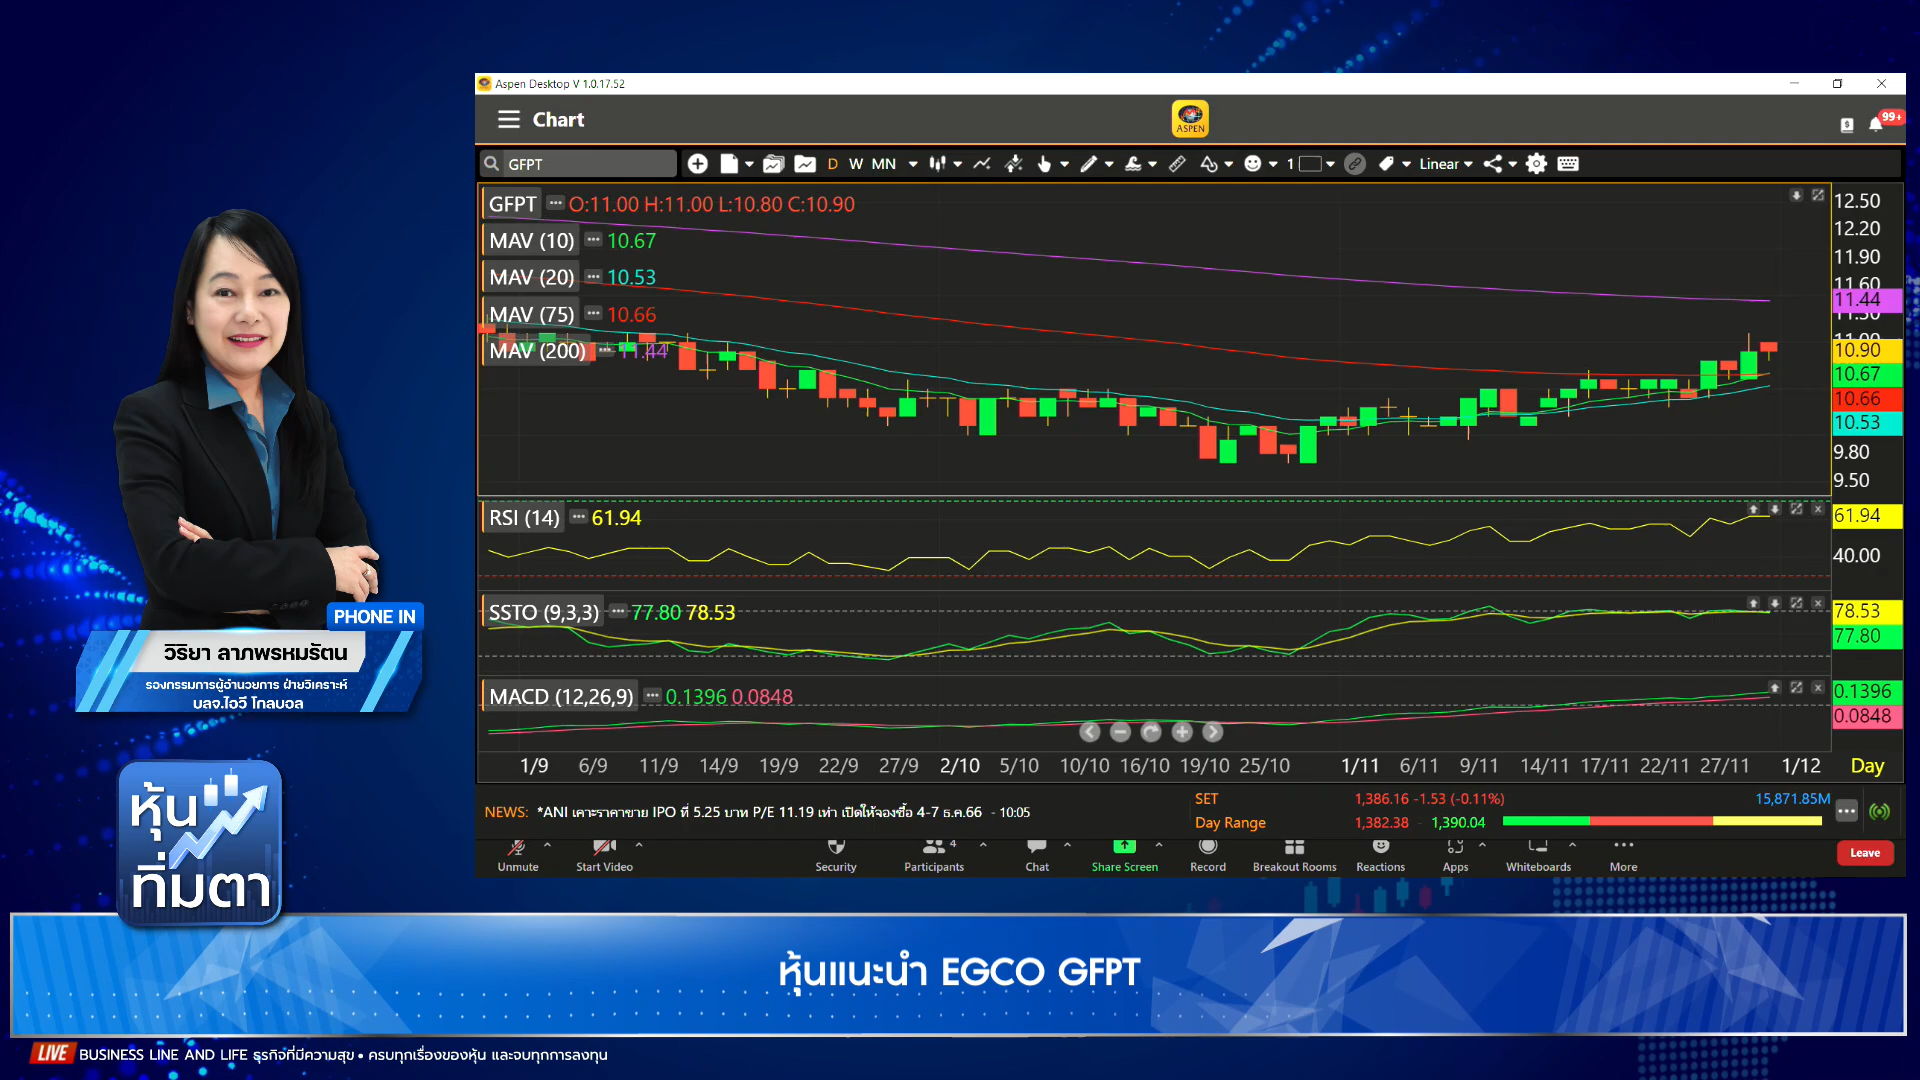 Aspen Desktop V 1.0.17.52
Chart
ASPEN
99+
GFPT
D W MN
1
Linear
GFPT O:11.00 H:11.00 L:10.80 C:10.90
MAV (10) 10.67
MAV (20) 10.53
MAV (75) 10.66
MAV (200) 11.44
12.50
12.20
11.90
11.60
11.44
11.30
10.90
10.67
10.66
10.53
9.80
9.50
RSI (14) 61.94
61.94
40.00
SSTO (9,3,3) 77.80 78.53
78.53
77.80
MACD (12,26,9) 0.1396 0.0848
0.1396
0.0848
1/9 6/9 11/9 14/9 19/9 22/9 27/9 2/10 5/10 10/10 16/10 19/10 25/10 1/11 6/11 9/11 14/11 17/11 22/11 27/11 1/12 Day
NEWS: *ANI เคาะราคาขาย IPO ที่ 5.25 บาท P/E 11.19 เท่า เปิดให้จองซื้อ 4-7 ธ.ค.66 - 10:05
SET 1,386.16 -1.53 (-0.11%) 15,871.85M
Day Range 1,382.38 - 1,390.04
Unmute
Start Video
Security
4
Participants
Chat
Share Screen
Record
Breakout Rooms
Reactions
Apps
Whiteboards
More
Leave
PHONE IN
วิริยา ลาภพรหมรัตน
รองกรรมการผู้อำนวยการ ฝ่ายวิเคราะห์
บลจ.ไอวี โกลบอล
หุ้น
ทิ่มตา
หุ้นแนะนำ EGCO GFPT
LIVE BUSINESS LINE AND LIFE ธุรกิจที่มีความสุข • ครบทุกเรื่องของหุ้น และจบทุกการลงทุน